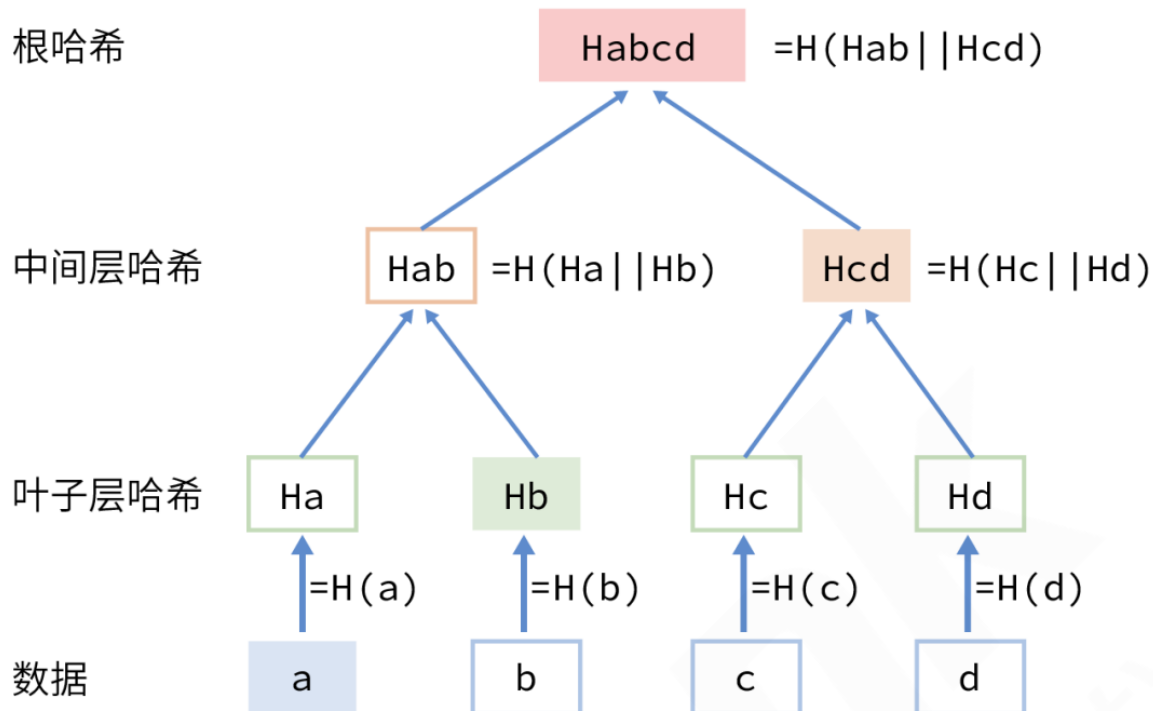 根哈希 Habcd =H(Hab||Hcd)
中间层哈希 Hab =H(Ha||Hb) Hcd =H(Hc||Hd)
叶子层哈希 Ha Hb Hc Hd
=H(a) =H(b) =H(c) =H(d)
数据 a b c d